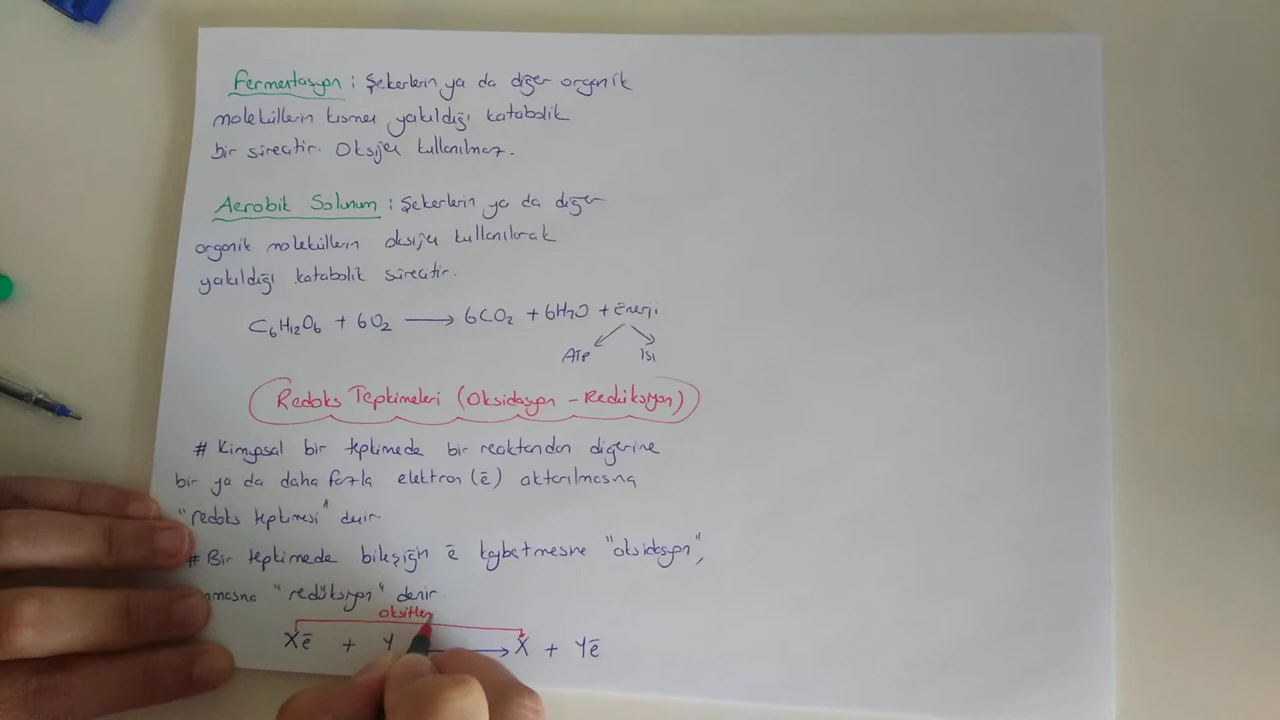 Fermentasyon : Şekerlerin ya da diğer organik
moleküllerin kısmen yakıldığı katabolik
bir süreçtir. Oksijen kullanılmaz.
Aerobik Solunum : Şekerlerin ya da diğer
organik moleküllerin oksijen kullanılarak
yakıldığı katabolik süreçtir.
C6H12O6 + 6O2 → 6CO2 + 6H2O + Enerji
ATP Isı
Redoks Tepkimeleri (Oksidasyon - Redüksiyon)
# Kimyasal bir tepkimede bir reaktandan diğerine
bir ya da daha fazla elektron (ē) aktarılmasına
"redoks tepkimesi" denir
# Bir tepkimede bileşiğin ē kaybetmesine "oksidasyon",
"redüksiyon" denir.
oksitlen
Xē + Y → X + Yē